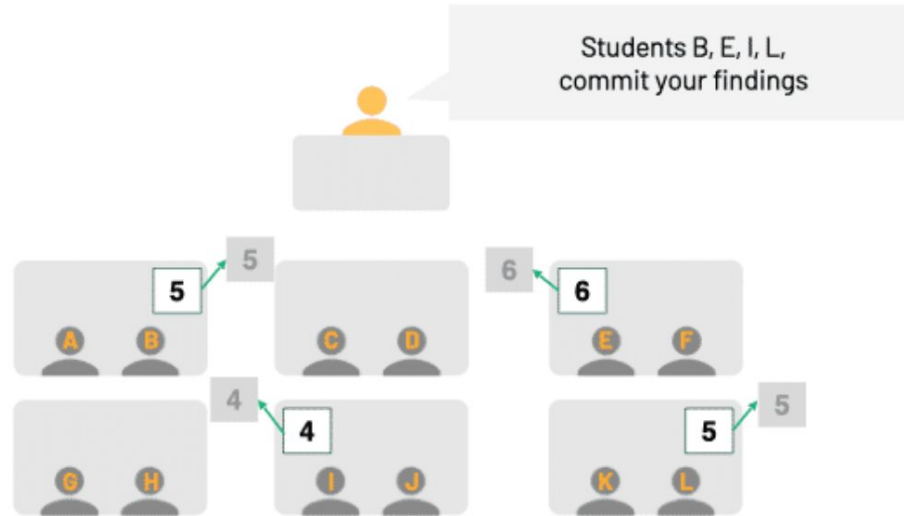 Students B, E, I, L,
commit your findings
5
5
6
6
A
B
C
D
E
F
4
4
5
5
G
H
I
J
K
L